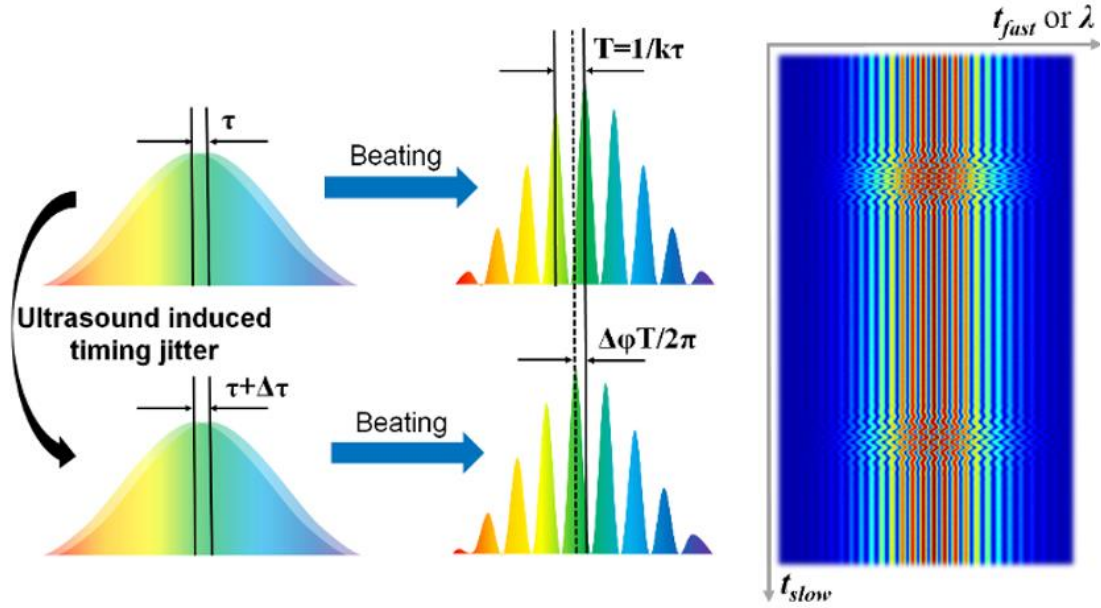 t_fast or λ
T=1/kτ
τ
Beating
Ultrasound induced
timing jitter
ΔφT/2π
τ+Δτ
Beating
t_slow